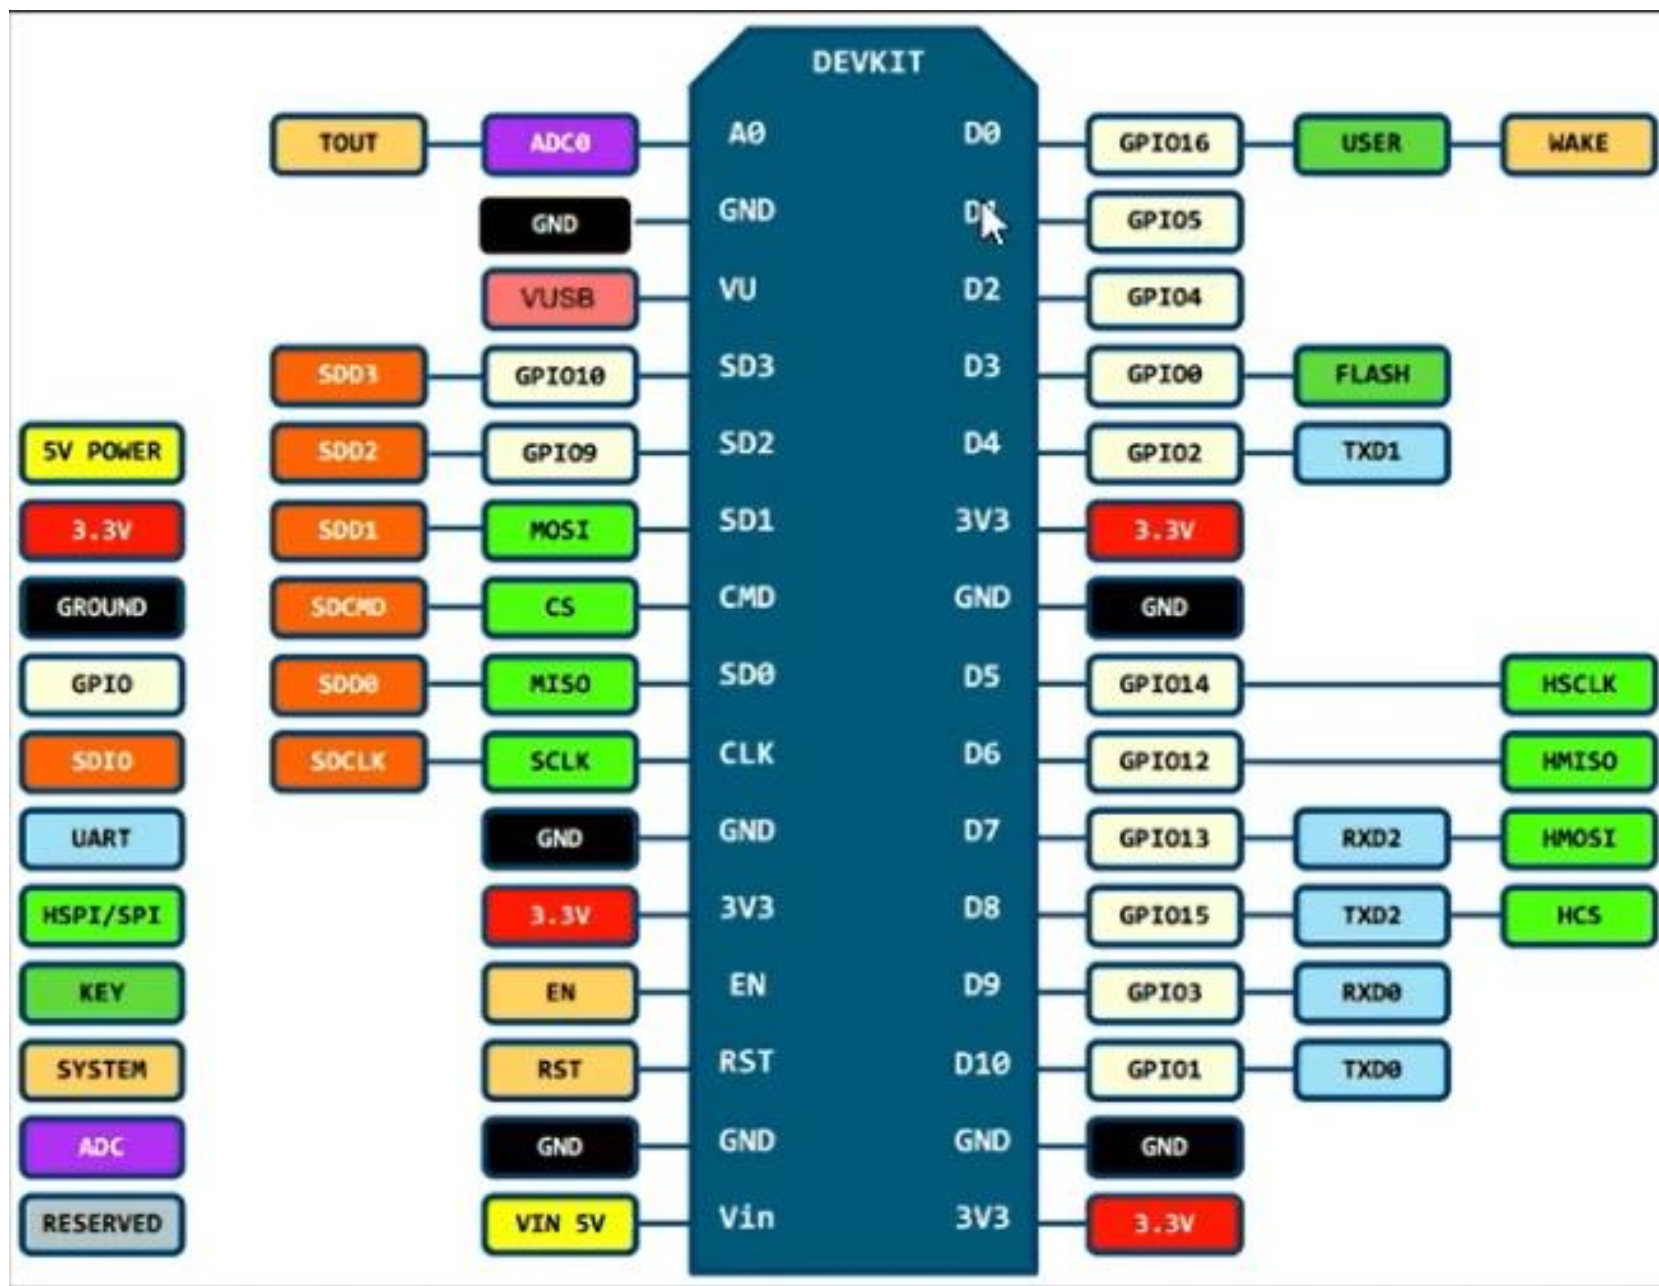 DEVKIT
TOUT ADC0 A0 D0 GPIO16 USER WAKE
GND GND D1 GPIO5
VUSB VU D2 GPIO4
SDD3 GPIO10 SD3 D3 GPIO0 FLASH
5V POWER SDD2 GPIO9 SD2 D4 GPIO2 TXD1
3.3V SDD1 MOSI SD1 3V3 3.3V
GROUND SDCMD CS CMD GND GND
GPIO SDD0 MISO SD0 D5 GPIO14 HSCLK
SDIO SDCLK SCLK CLK D6 GPIO12 HMISO
UART GND GND D7 GPIO13 RXD2 HMOSI
HSPI/SPI 3.3V 3V3 D8 GPIO15 TXD2 HCS
KEY EN EN D9 GPIO3 RXD0
SYSTEM RST RST D10 GPIO1 TXD0
ADC GND GND GND GND
RESERVED VIN 5V Vin 3V3 3.3V